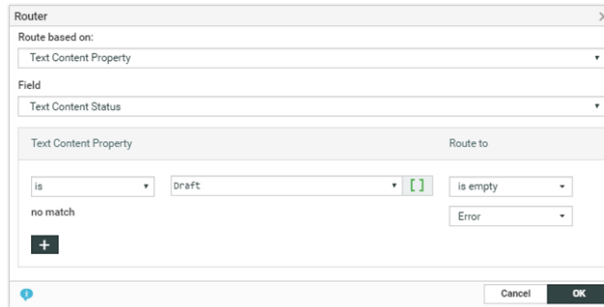 Router
Route based on:
Text Content Property
Field
Text Content Status
Text Content Property Route to
is Draft [] is empty
no match Error
+
Cancel OK